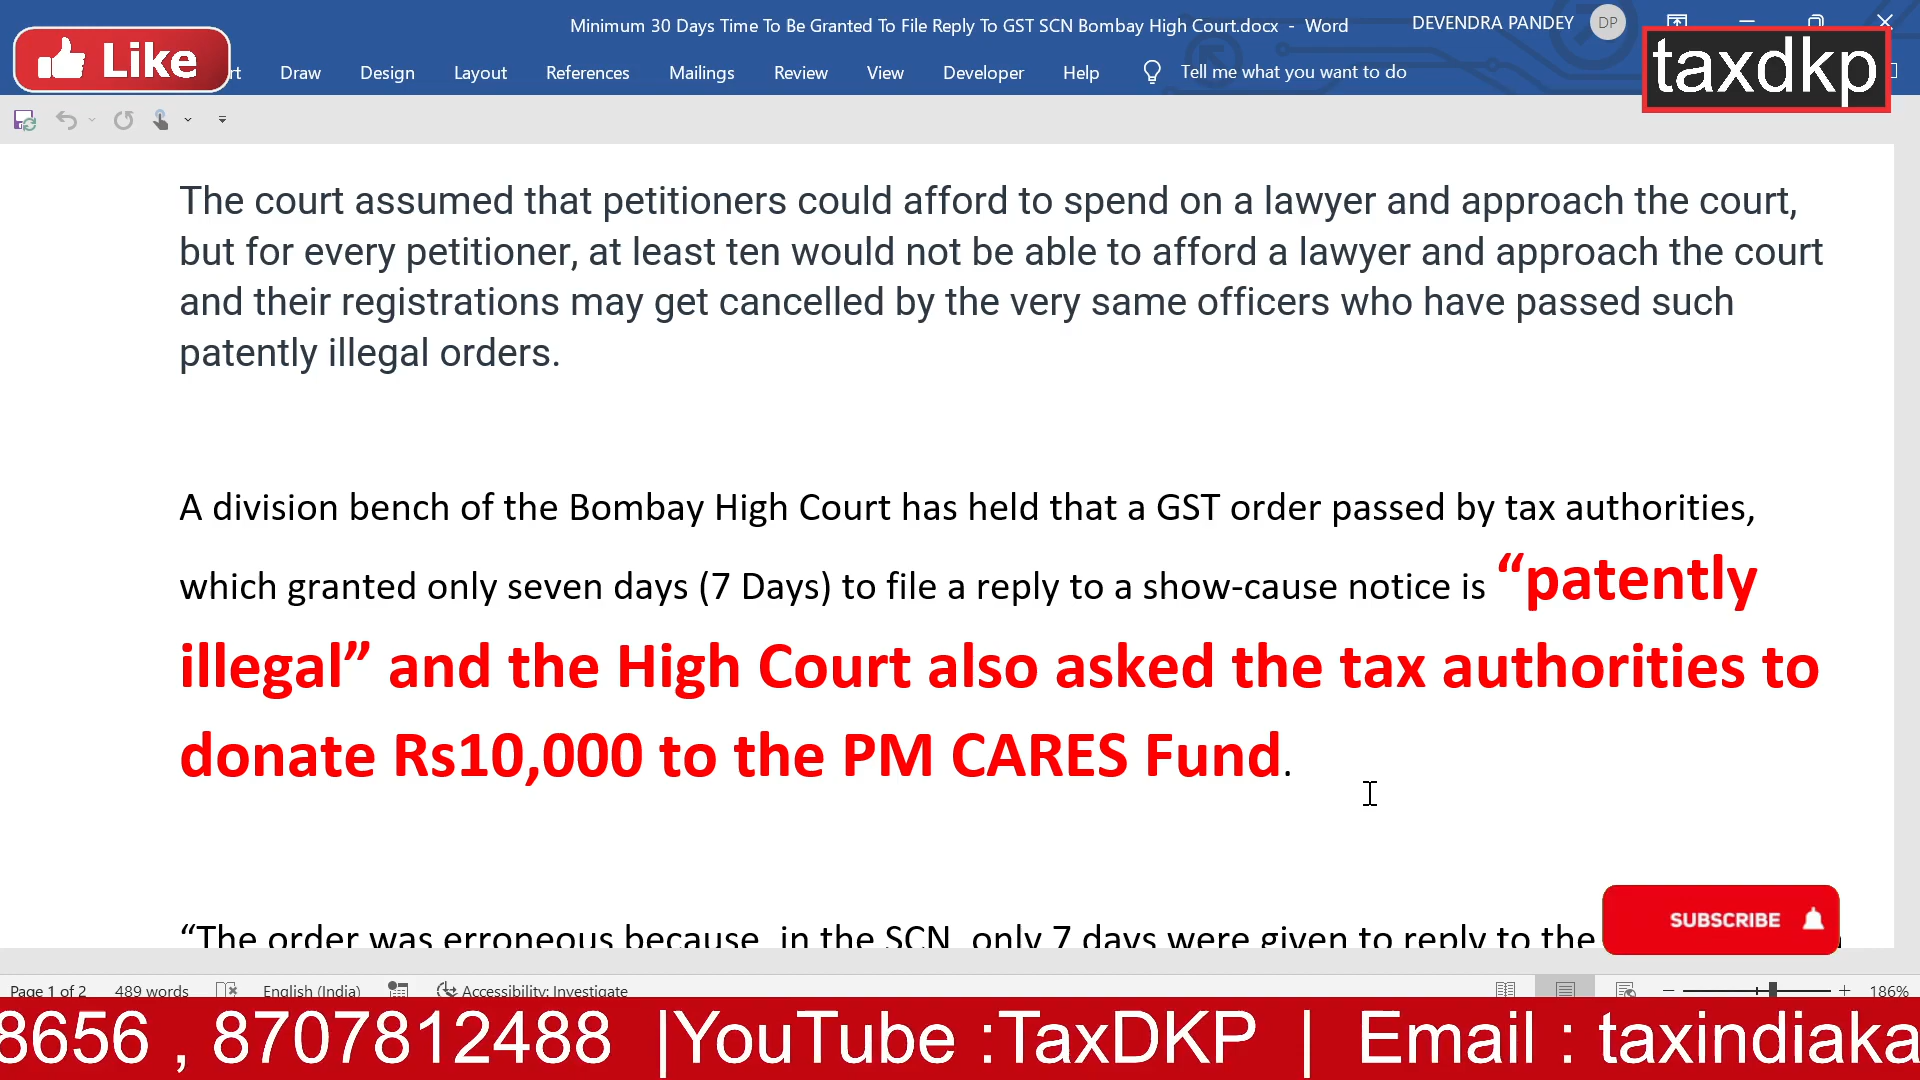 Minimum 30 Days Time To Be Granted To File Reply To GST SCN Bombay High Court.docx - Word
DEVENDRA PANDEY DP
Like
taxdkp
rt Draw Design Layout References Mailings Review View Developer Help Tell me what you want to do
The court assumed that petitioners could afford to spend on a lawyer and approach the court,
but for every petitioner, at least ten would not be able to afford a lawyer and approach the court
and their registrations may get cancelled by the very same officers who have passed such
patently illegal orders.
A division bench of the Bombay High Court has held that a GST order passed by tax authorities,
which granted only seven days (7 Days) to file a reply to a show-cause notice is “patently
illegal” and the High Court also asked the tax authorities to
donate Rs10,000 to the PM CARES Fund.
“The order was erroneous because, in the SCN, only 7 days were given to reply to the
SUBSCRIBE
Page 1 of 2 489 words English (India) Accessibility: Investigate 186%
8656 , 8707812488 |YouTube :TaxDKP | Email : taxindiaka